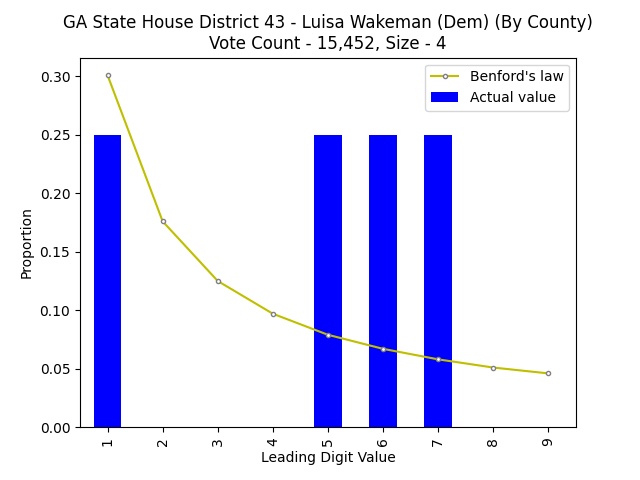 GA State House District 43 - Luisa Wakeman (Dem) (By County)
Vote Count - 15,452, Size - 4
Benford's law
Actual value
0.30
0.25
0.20
0.15
0.10
0.05
0.00
Proportion
1 2 3 4 5 6 7 8 9
Leading Digit Value